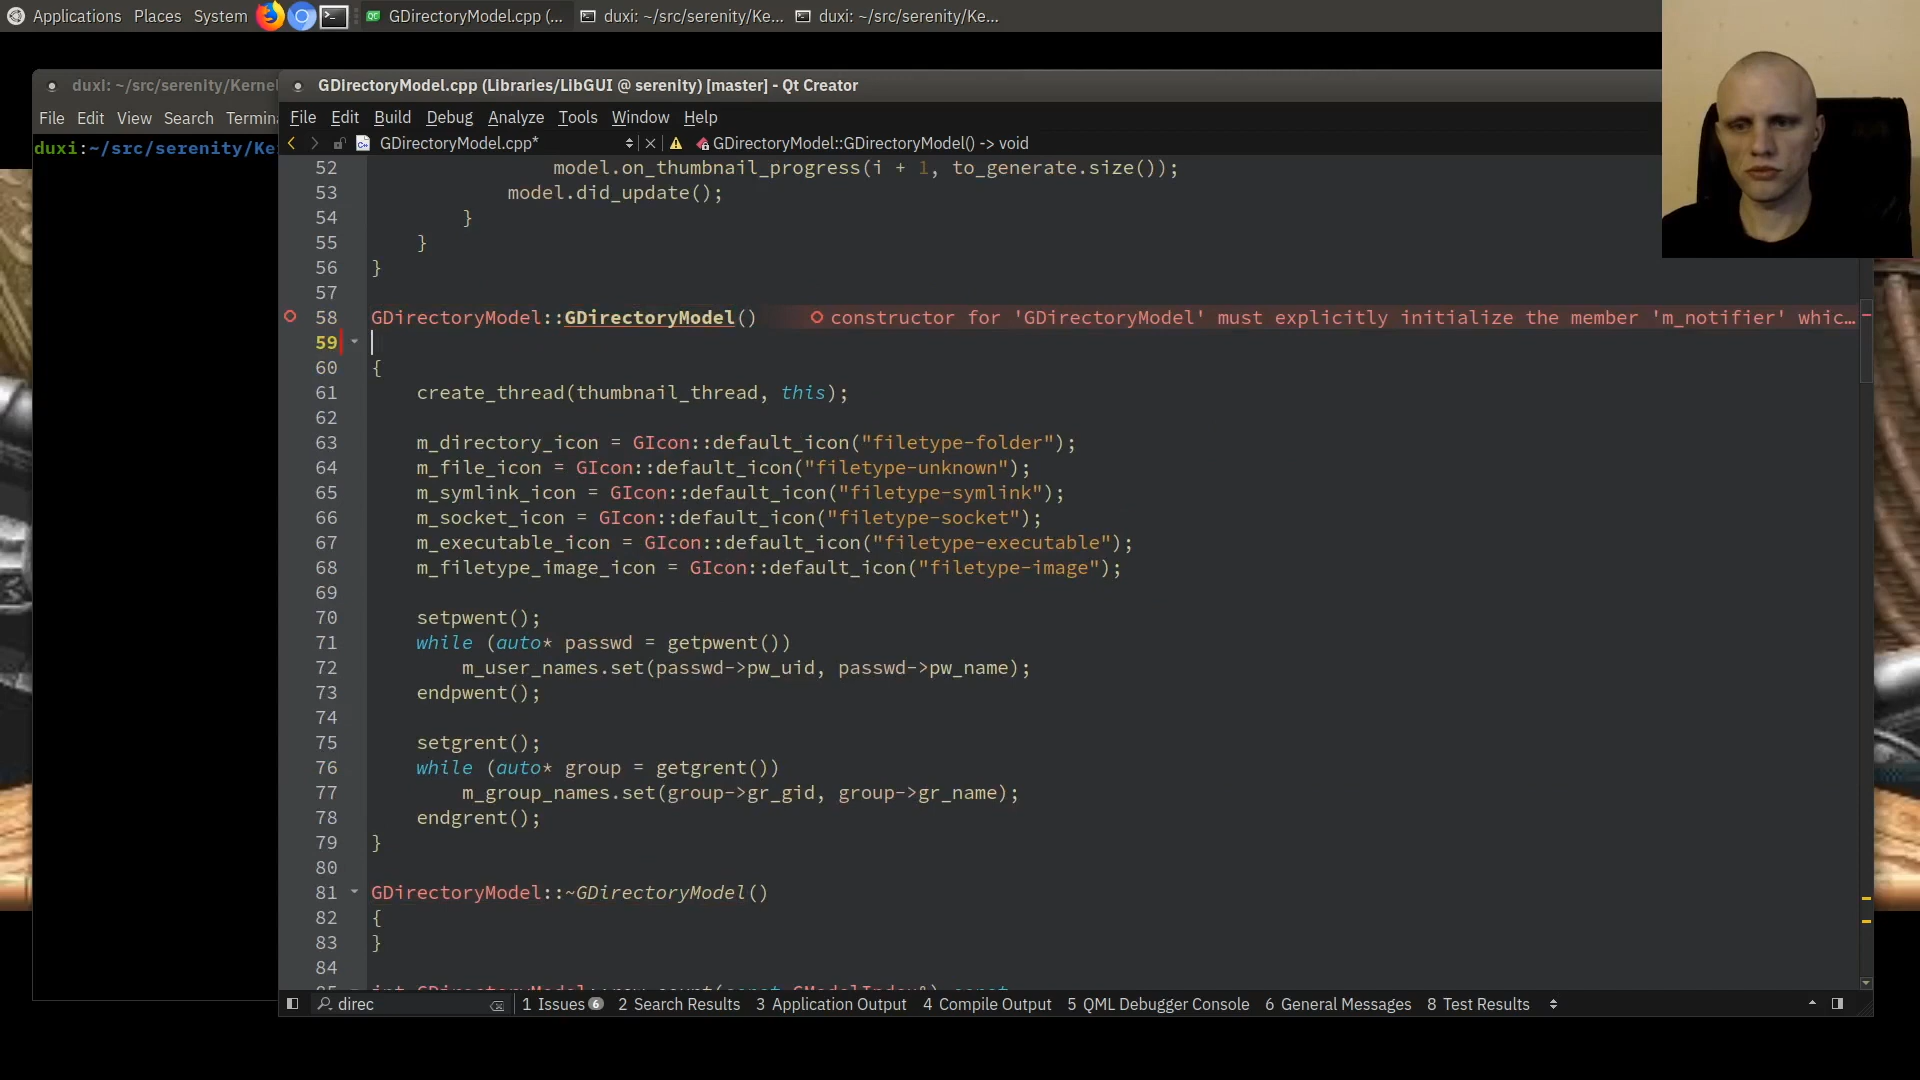 Applications Places System GDirectoryModel.cpp (... duxi: ~/src/serenity/Ke... duxi: ~/src/serenity/Ke...
duxi: ~/src/serenity/Kernel
File Edit View Search Termin
duxi:~/src/serenity/Ke
GDirectoryModel.cpp (Libraries/LibGUI @ serenity) [master] - Qt Creator
File Edit Build Debug Analyze Tools Window Help
GDirectoryModel.cpp* GDirectoryModel::GDirectoryModel() -> void
52 model.on_thumbnail_progress(i + 1, to_generate.size());
53 model.did_update();
54 }
55 }
56 }
57
58 GDirectoryModel::GDirectoryModel() constructor for 'GDirectoryModel' must explicitly initialize the member 'm_notifier' whic…
59
60 {
61 create_thread(thumbnail_thread, this);
62
63 m_directory_icon = GIcon::default_icon("filetype-folder");
64 m_file_icon = GIcon::default_icon("filetype-unknown");
65 m_symlink_icon = GIcon::default_icon("filetype-symlink");
66 m_socket_icon = GIcon::default_icon("filetype-socket");
67 m_executable_icon = GIcon::default_icon("filetype-executable");
68 m_filetype_image_icon = GIcon::default_icon("filetype-image");
69
70 setpwent();
71 while (auto* passwd = getpwent())
72 m_user_names.set(passwd->pw_uid, passwd->pw_name);
73 endpwent();
74
75 setgrent();
76 while (auto* group = getgrent())
77 m_group_names.set(group->gr_gid, group->gr_name);
78 endgrent();
79 }
80
81 GDirectoryModel::~GDirectoryModel()
82 {
83 }
84
85 int GDirectoryModel::row_count(const GModelIndex&) const
direc 1 Issues 6 2 Search Results 3 Application Output 4 Compile Output 5 QML Debugger Console 6 General Messages 8 Test Results